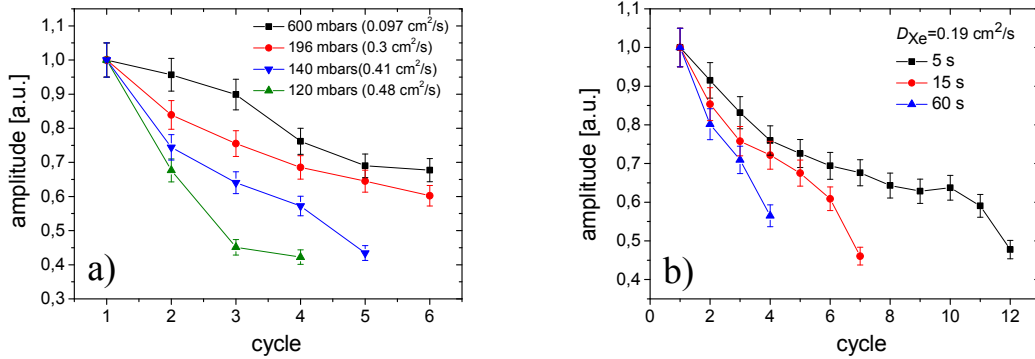 1,1
1,0
0,9
0,8
0,7
0,6
0,5
0,4
0,3
amplitude [a.u.]
600 mbars (0.097 cm²/s)
196 mbars (0.3 cm²/s)
140 mbars(0.41 cm²/s)
120 mbars (0.48 cm²/s)
a)
1 2 3 4 5 6
cycle
1,1
1,0
0,9
0,8
0,7
0,6
0,5
0,4
amplitude [a.u.]
D_Xe=0.19 cm²/s
5 s
15 s
60 s
b)
0 2 4 6 8 10 12
cycle